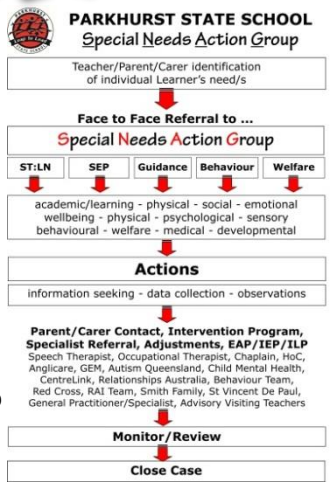 PARKHURST
STATE SCHOOL
PARKHURST STATE SCHOOL
Special Needs Action Group
Teacher/Parent/Carer identification
of individual Learner's need/s
Face to Face Referral to ...
Special Needs Action Group
ST:LN SEP Guidance Behaviour Welfare
academic/learning - physical - social - emotional
wellbeing - physical - psychological - sensory
behavioural - welfare - medical - developmental
Actions
information seeking - data collection - observations
Parent/Carer Contact, Intervention Program,
Specialist Referral, Adjustments, EAP/IEP/ILP
Speech Therapist, Occupational Therapist, Chaplain, HoC,
Anglicare, GEM, Autism Queensland, Child Mental Health,
CentreLink, Relationships Australia, Behaviour Team,
Red Cross, RAI Team, Smith Family, St Vincent De Paul,
General Practitioner/Specialist, Advisory Visiting Teachers
Monitor/Review
Close Case